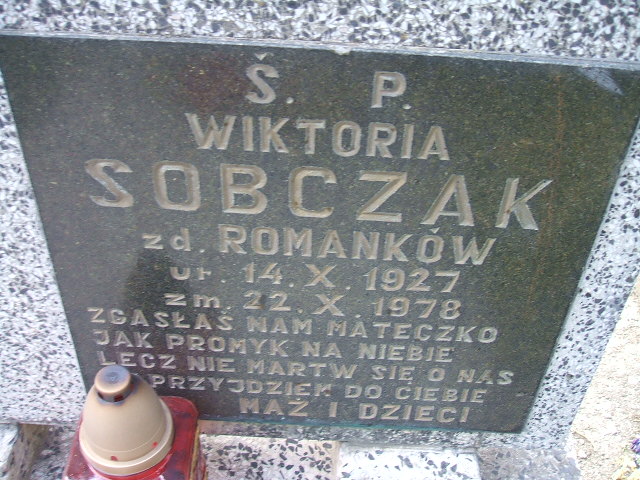 Ś. P.
WIKTORIA
SOBCZAK
zd. ROMANKÓW
ur. 14.X.1927
zm. 22.X.1978
ZGASŁAŚ NAM MATECZKO
JAK PROMYK NA NIEBIE
LECZ NIE MARTW SIĘ O NAS
PRZYJDZIEK DO CIEBIE
MĄŻ I DZIECI